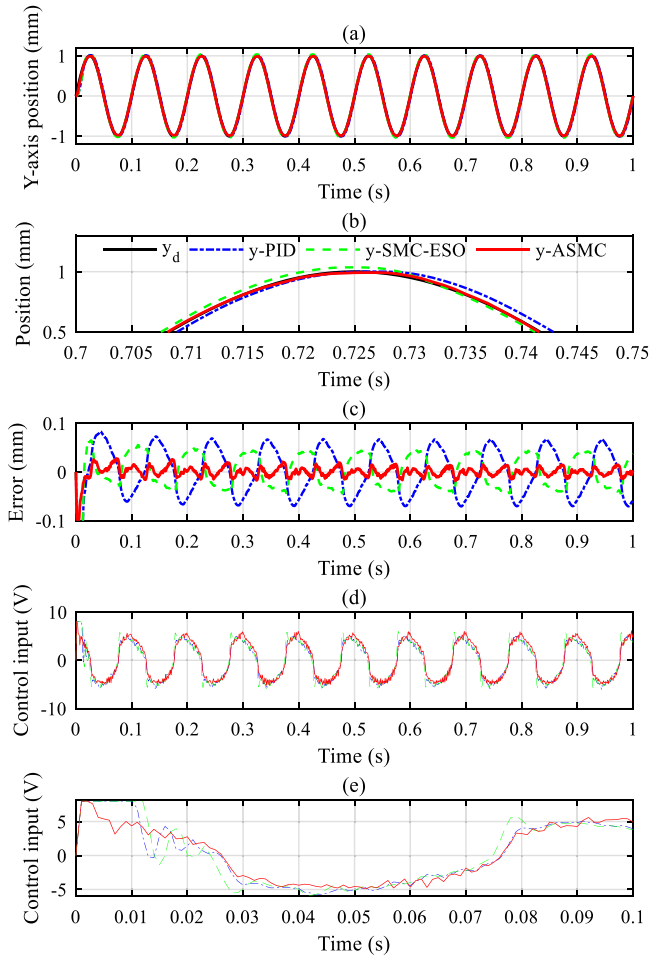 (a)
Y-axis position (mm)
1
0
-1
0 0.1 0.2 0.3 0.4 0.5 0.6 0.7 0.8 0.9 1
Time (s)
(b)
Position (mm)
y_d y-PID y-SMC-ESO y-ASMC
1
0.5
0.7 0.705 0.71 0.715 0.72 0.725 0.73 0.735 0.74 0.745 0.75
Time (s)
(c)
Error (mm)
0.1
0
-0.1
0 0.1 0.2 0.3 0.4 0.5 0.6 0.7 0.8 0.9 1
Time (s)
(d)
Control input (V)
10
0
-10
0 0.1 0.2 0.3 0.4 0.5 0.6 0.7 0.8 0.9 1
Time (s)
(e)
Control input (V)
5
0
-5
0 0.01 0.02 0.03 0.04 0.05 0.06 0.07 0.08 0.09 0.1
Time (s)